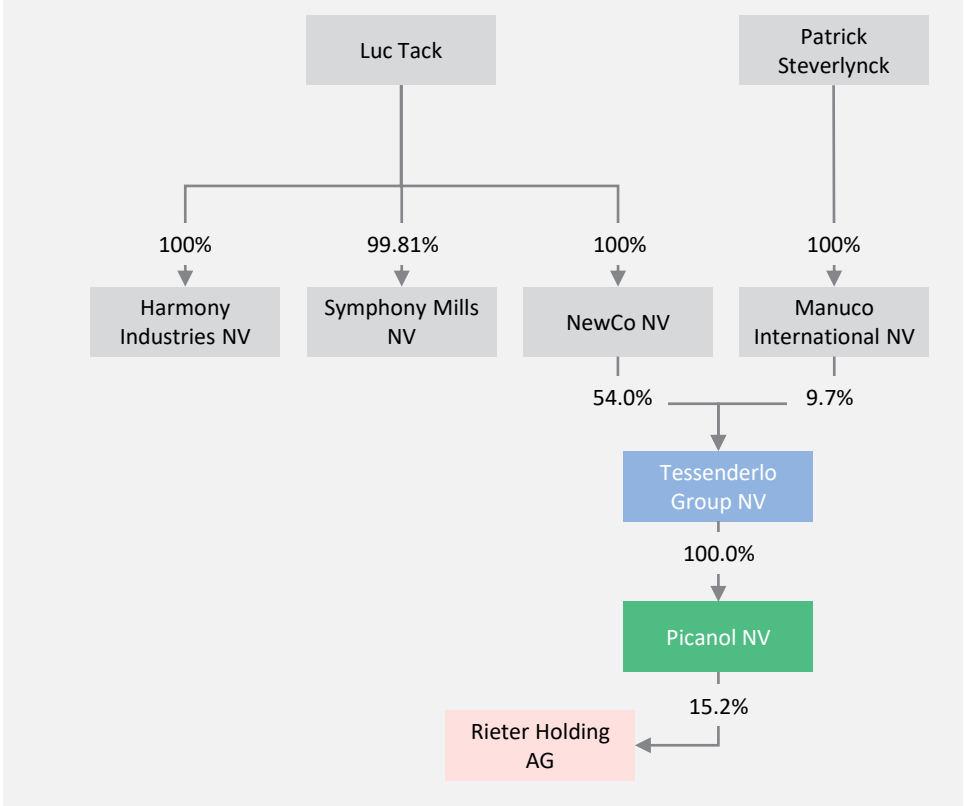 Luc Tack
Patrick
Steverlynck
100%
99.81%
100%
100%
Harmony
Industries NV
Symphony Mills
NV
NewCo NV
Manuco
International NV
54.0%
9.7%
Tessenderlo
Group NV
100.0%
Picanol NV
15.2%
Rieter Holding
AG